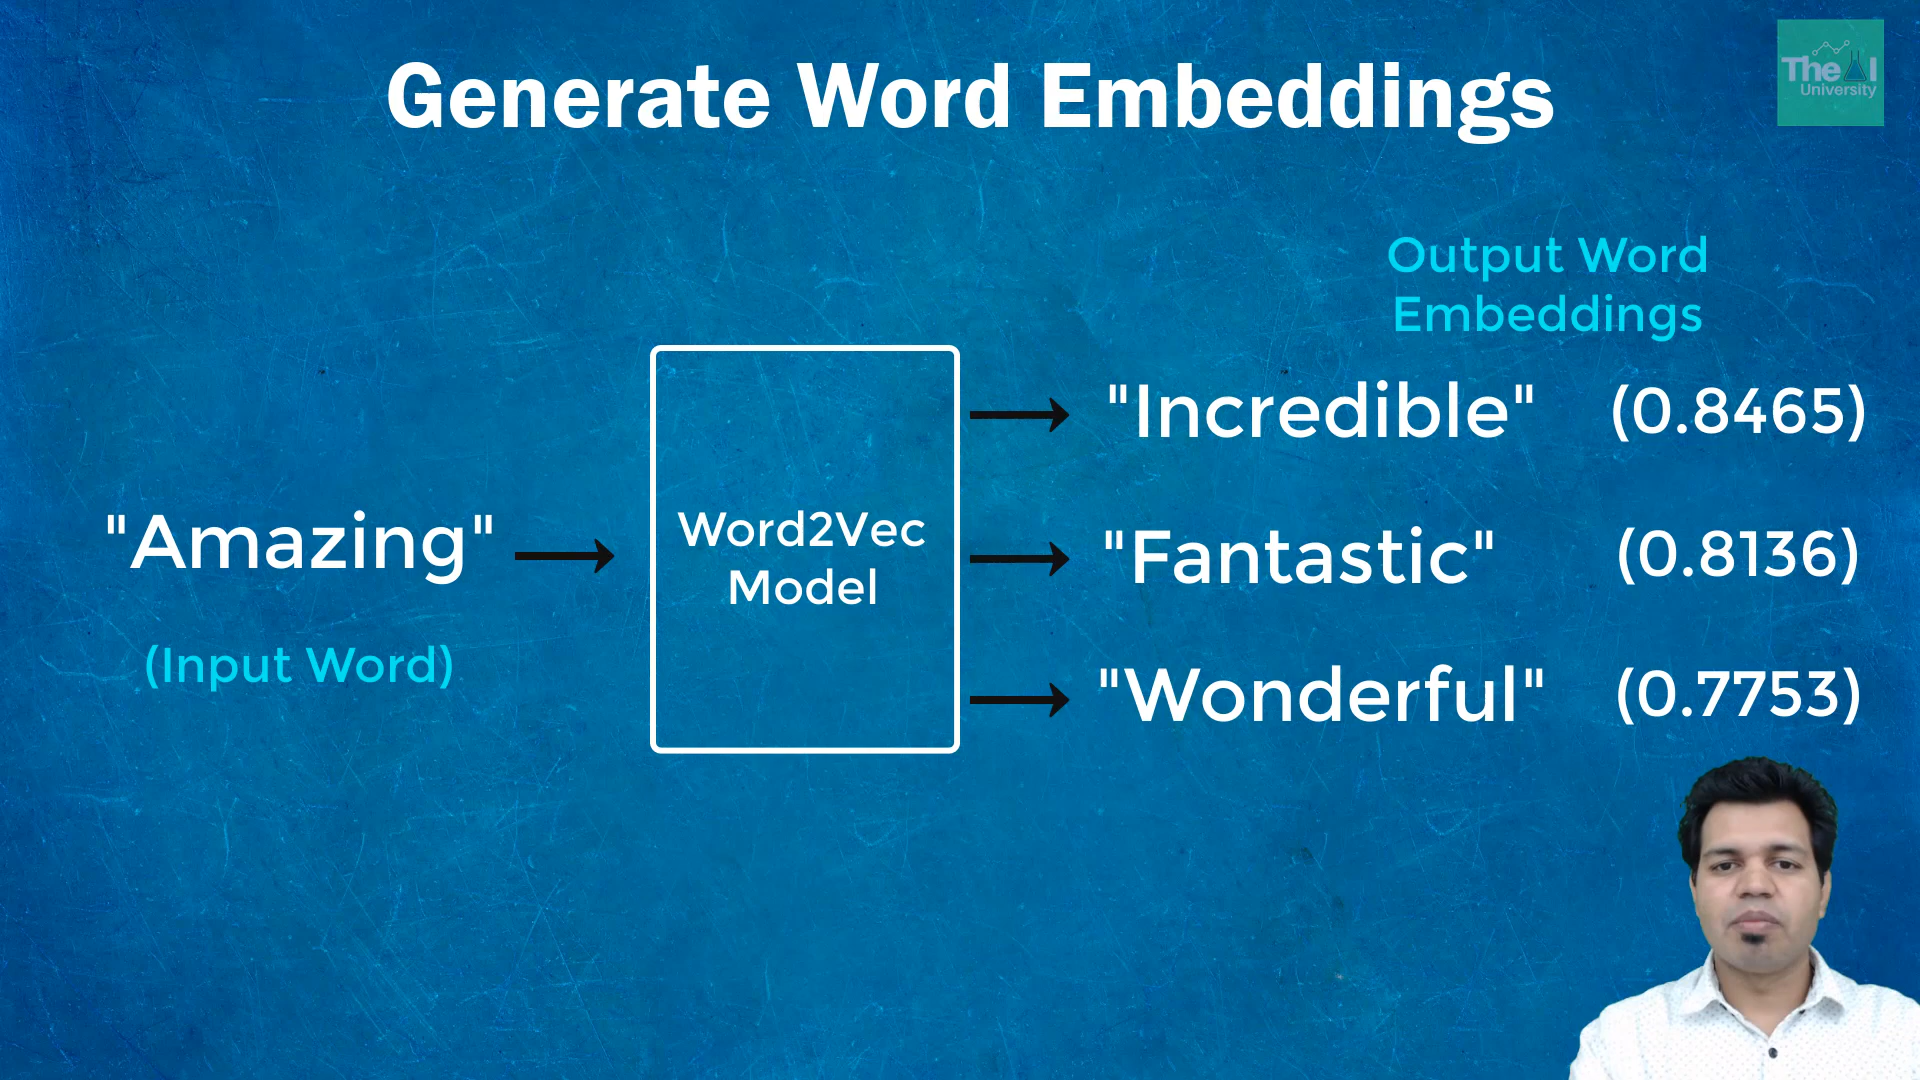 Generate Word Embeddings
The AI
University
Output Word
Embeddings
"Incredible" (0.8465)
"Amazing"
Word2Vec
Model
"Fantastic" (0.8136)
(Input Word)
"Wonderful" (0.7753)